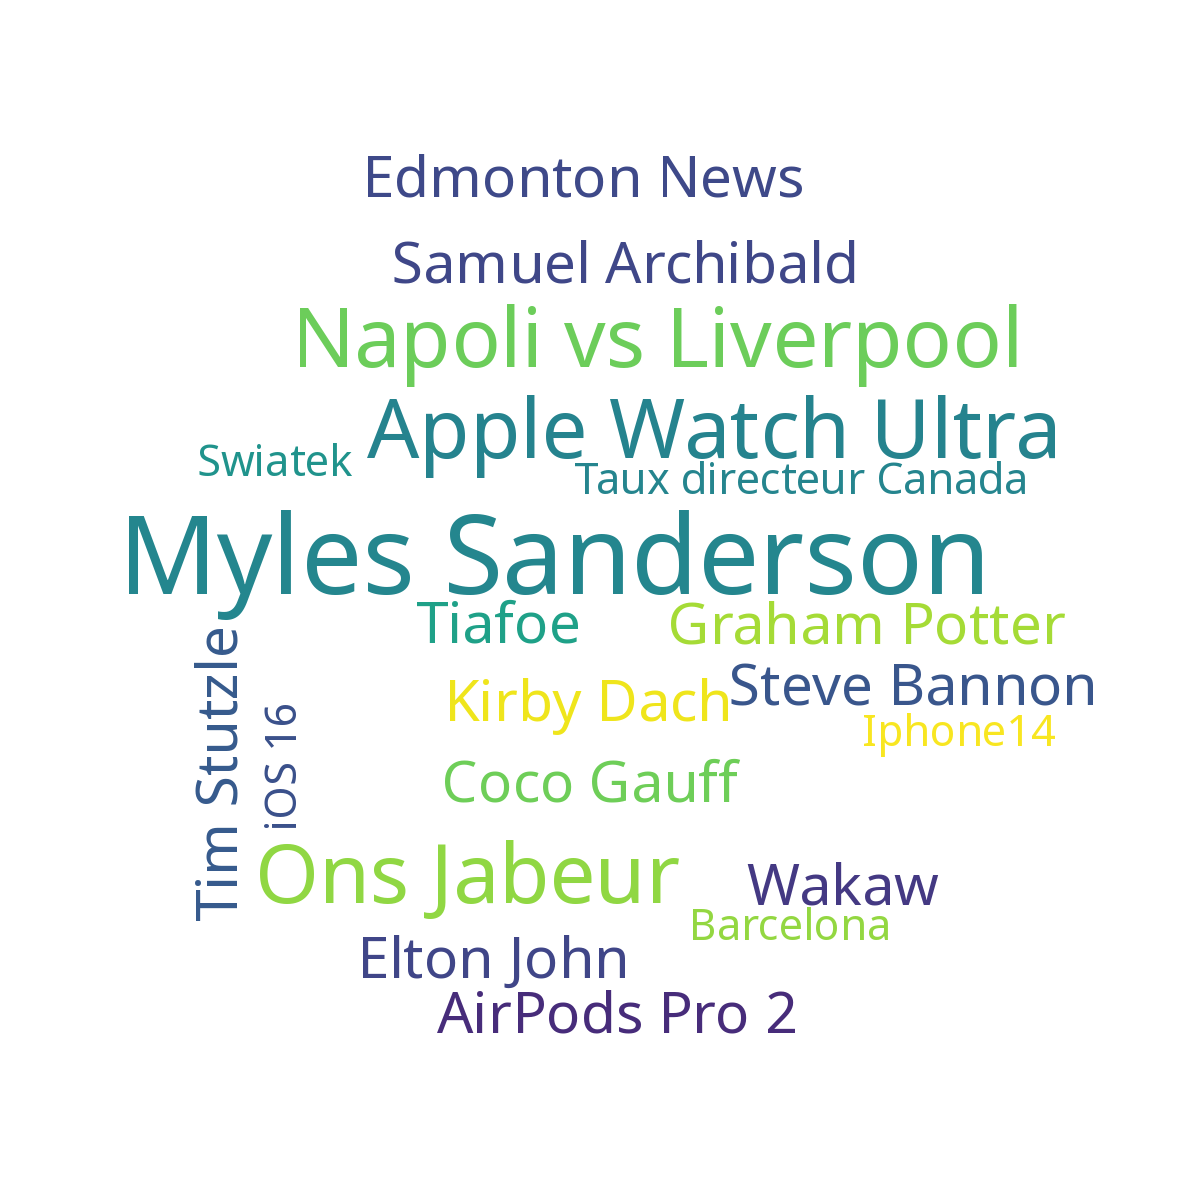 Edmonton News
Samuel Archibald
Napoli vs Liverpool
Apple Watch Ultra
Swiatek
Taux directeur Canada
Myles Sanderson
Tiafoe
Graham Potter
Tim Stutzle
Steve Bannon
Kirby Dach
iOS 16
Iphone14
Coco Gauff
Ons Jabeur
Wakaw
Barcelona
Elton John
AirPods Pro 2